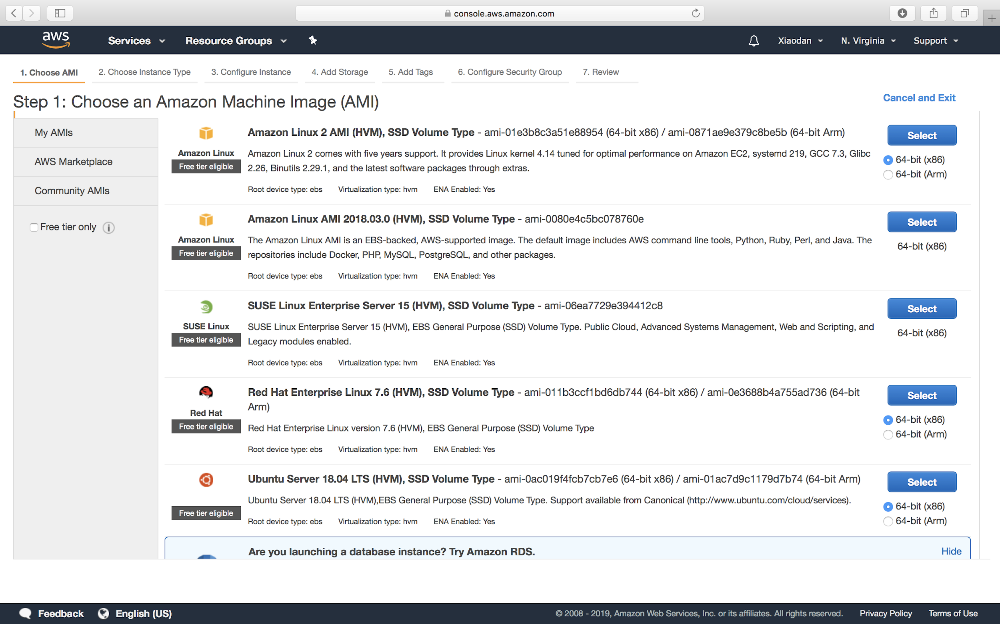 console.aws.amazon.com
aws
Services
Resource Groups
Xiaodan
N. Virginia
Support
1. Choose AMI
2. Choose Instance Type
3. Configure Instance
4. Add Storage
5. Add Tags
6. Configure Security Group
7. Review
Step 1: Choose an Amazon Machine Image (AMI)
Cancel and Exit
My AMIs
AWS Marketplace
Community AMIs
Free tier only
Amazon Linux
Free tier eligible
Amazon Linux 2 AMI (HVM), SSD Volume Type - ami-01e3b8c3a51e88954 (64-bit x86) / ami-0871ae9e379c8be5b (64-bit Arm)
Amazon Linux 2 comes with five years support. It provides Linux kernel 4.14 tuned for optimal performance on Amazon EC2, systemd 219, GCC 7.3, Glibc
2.26, Binutils 2.29.1, and the latest software packages through extras.
Root device type: ebs Virtualization type: hvm ENA Enabled: Yes
Select
64-bit (x86)
64-bit (Arm)
Amazon Linux
Free tier eligible
Amazon Linux AMI 2018.03.0 (HVM), SSD Volume Type - ami-0080e4c5bc078760e
The Amazon Linux AMI is an EBS-backed, AWS-supported image. The default image includes AWS command line tools, Python, Ruby, Perl, and Java. The
repositories include Docker, PHP, MySQL, PostgreSQL, and other packages.
Root device type: ebs Virtualization type: hvm ENA Enabled: Yes
Select
64-bit (x86)
SUSE Linux
Free tier eligible
SUSE Linux Enterprise Server 15 (HVM), SSD Volume Type - ami-06ea7729e394412c8
SUSE Linux Enterprise Server 15 (HVM), EBS General Purpose (SSD) Volume Type. Public Cloud, Advanced Systems Management, Web and Scripting, and
Legacy modules enabled.
Root device type: ebs Virtualization type: hvm ENA Enabled: Yes
Select
64-bit (x86)
Red Hat
Free tier eligible
Red Hat Enterprise Linux 7.6 (HVM), SSD Volume Type - ami-011b3ccf1bd6db744 (64-bit x86) / ami-0e3688b4a755ad736 (64-bit
Arm)
Red Hat Enterprise Linux version 7.6 (HVM), EBS General Purpose (SSD) Volume Type
Root device type: ebs Virtualization type: hvm ENA Enabled: Yes
Select
64-bit (x86)
64-bit (Arm)
Free tier eligible
Ubuntu Server 18.04 LTS (HVM), SSD Volume Type - ami-0ac019f4fcb7cb7e6 (64-bit x86) / ami-01ac7d9c1179d7b74 (64-bit Arm)
Ubuntu Server 18.04 LTS (HVM),EBS General Purpose (SSD) Volume Type. Support available from Canonical (http://www.ubuntu.com/cloud/services).
Root device type: ebs Virtualization type: hvm ENA Enabled: Yes
Select
64-bit (x86)
64-bit (Arm)
Are you launching a database instance? Try Amazon RDS.
Hide
Feedback
English (US)
© 2008 - 2019, Amazon Web Services, Inc. or its affiliates. All rights reserved.
Privacy Policy
Terms of Use